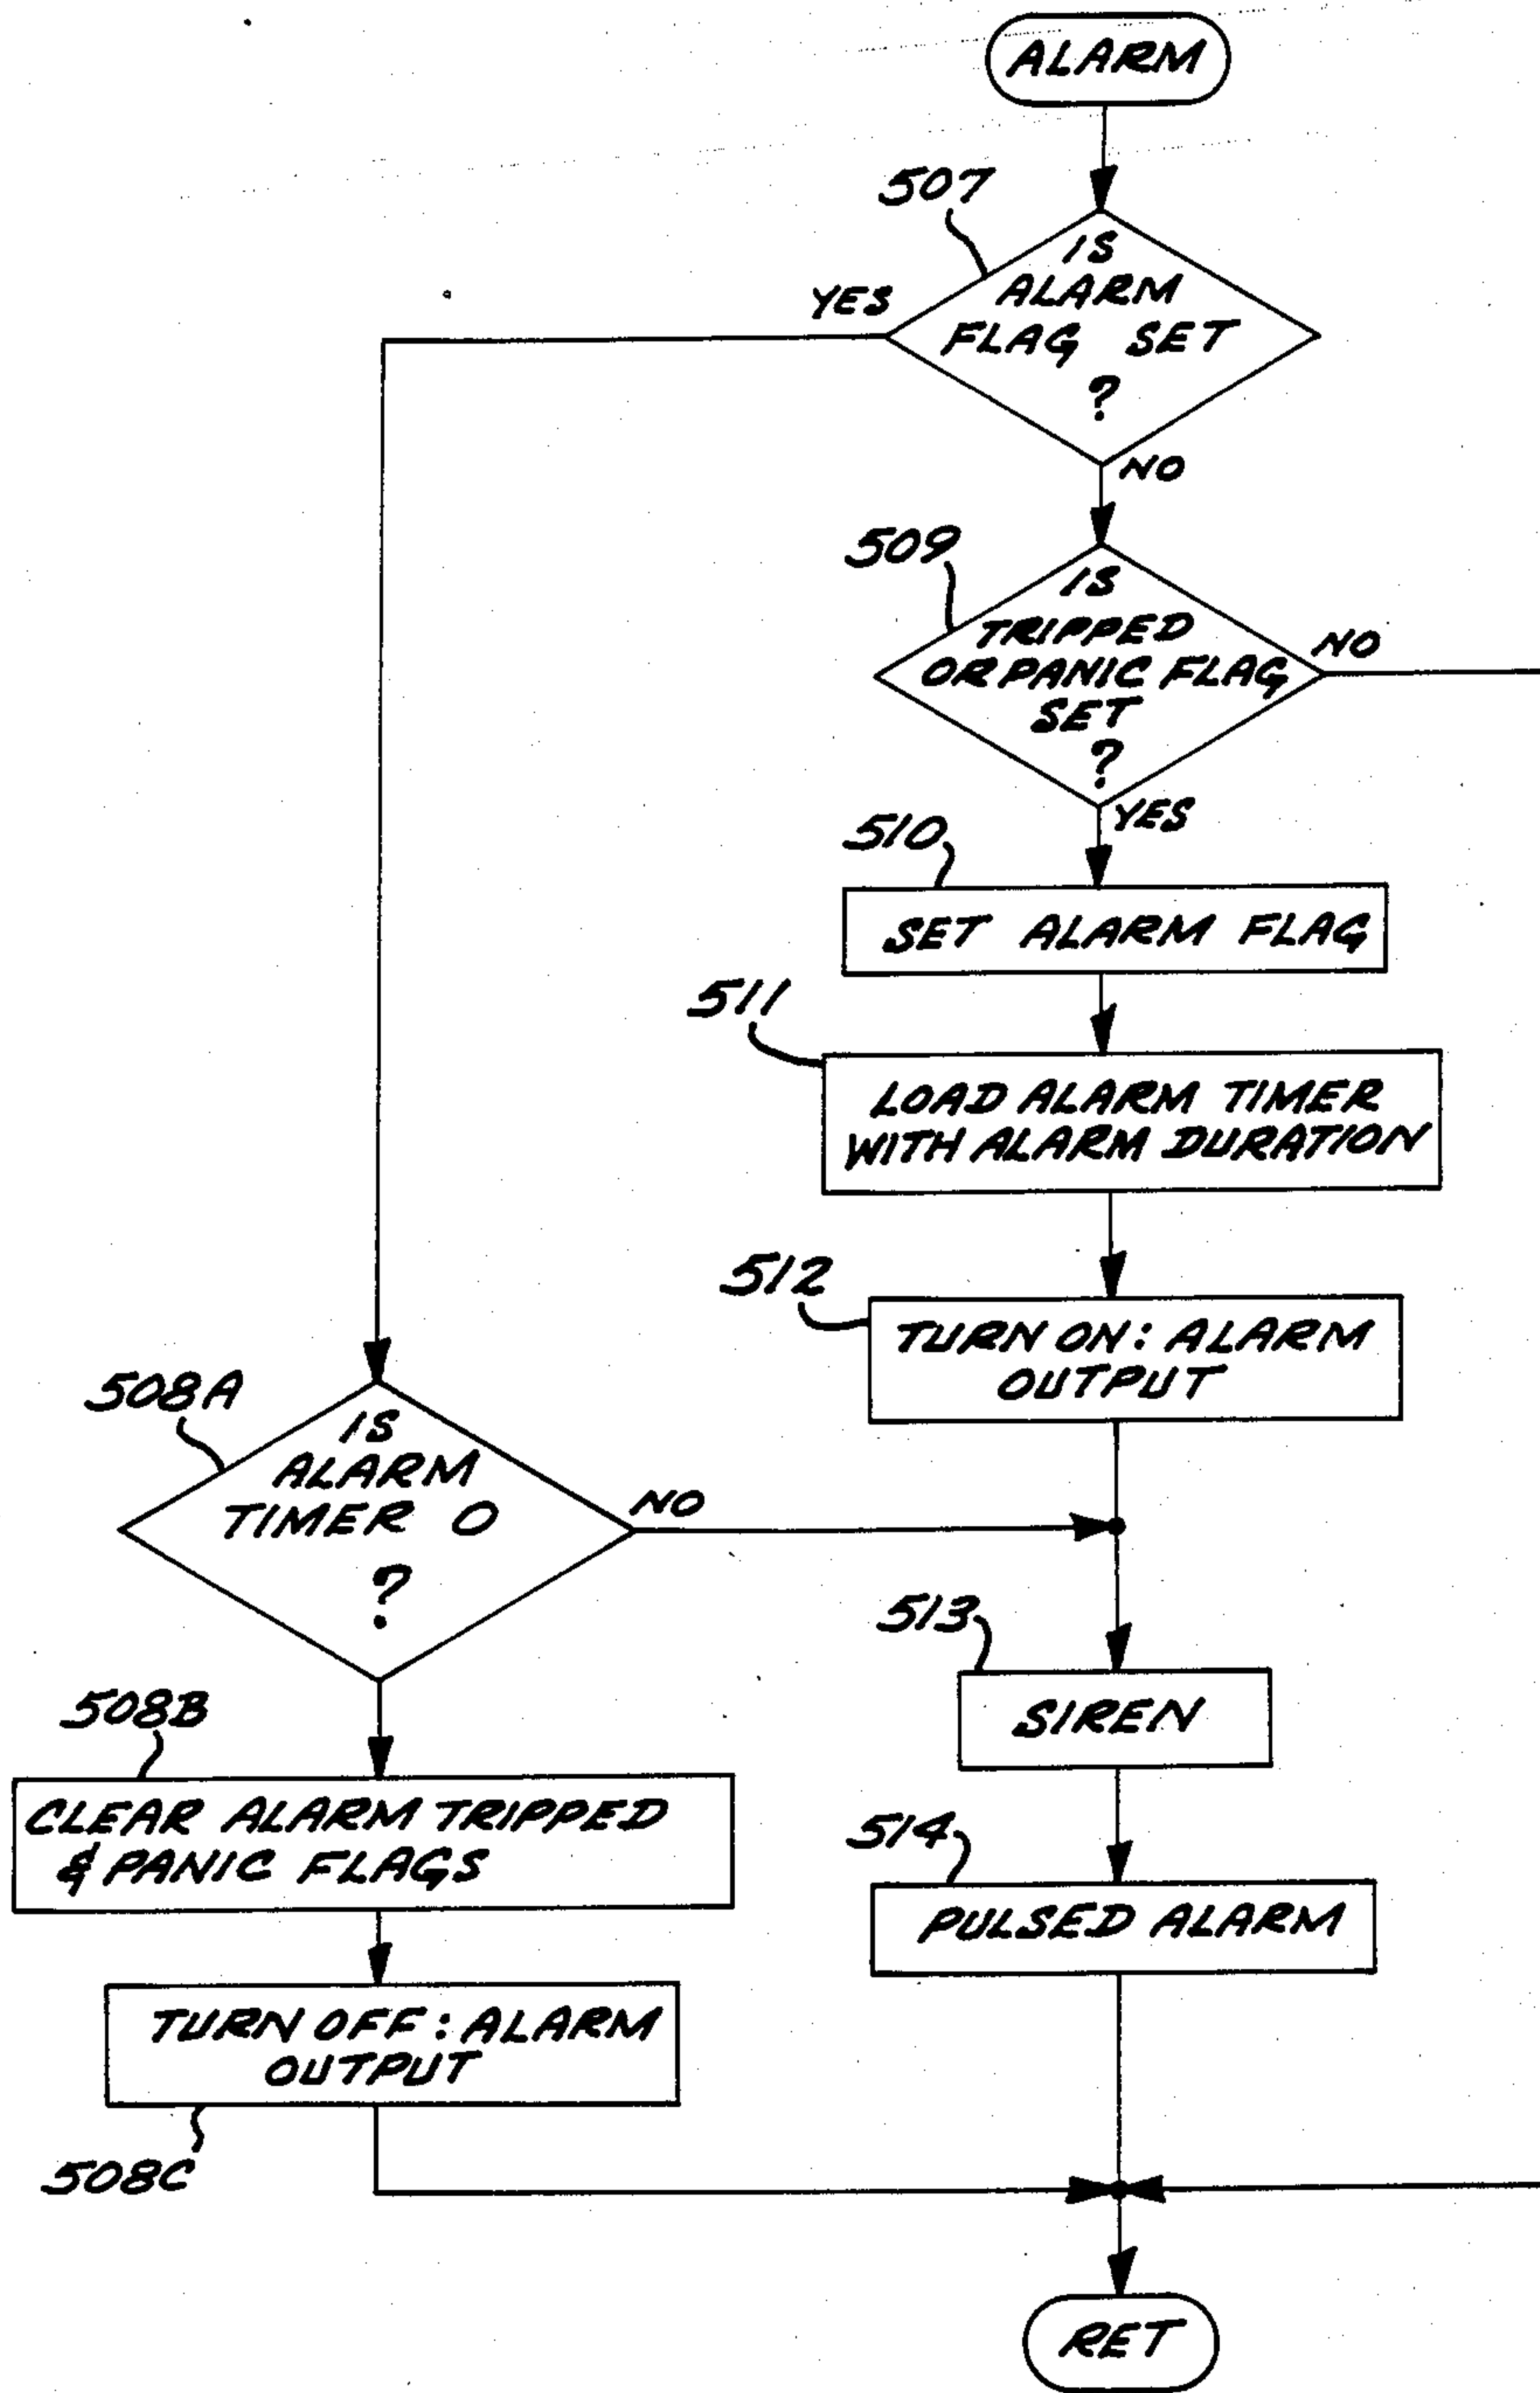 ALARM
507
IS
ALARM
FLAG SET
?
YES
NO
509
IS
TRIPPED
OR PANIC FLAG
SET
?
NO
YES
510
SET ALARM FLAG
511
LOAD ALARM TIMER
WITH ALARM DURATION
512
TURN ON: ALARM
OUTPUT
508A
IS
ALARM
TIMER 0
?
NO
513
SIREN
508B
CLEAR ALARM TRIPPED
& PANIC FLAGS
514
PULSED ALARM
TURN OFF: ALARM
OUTPUT
508C
RET